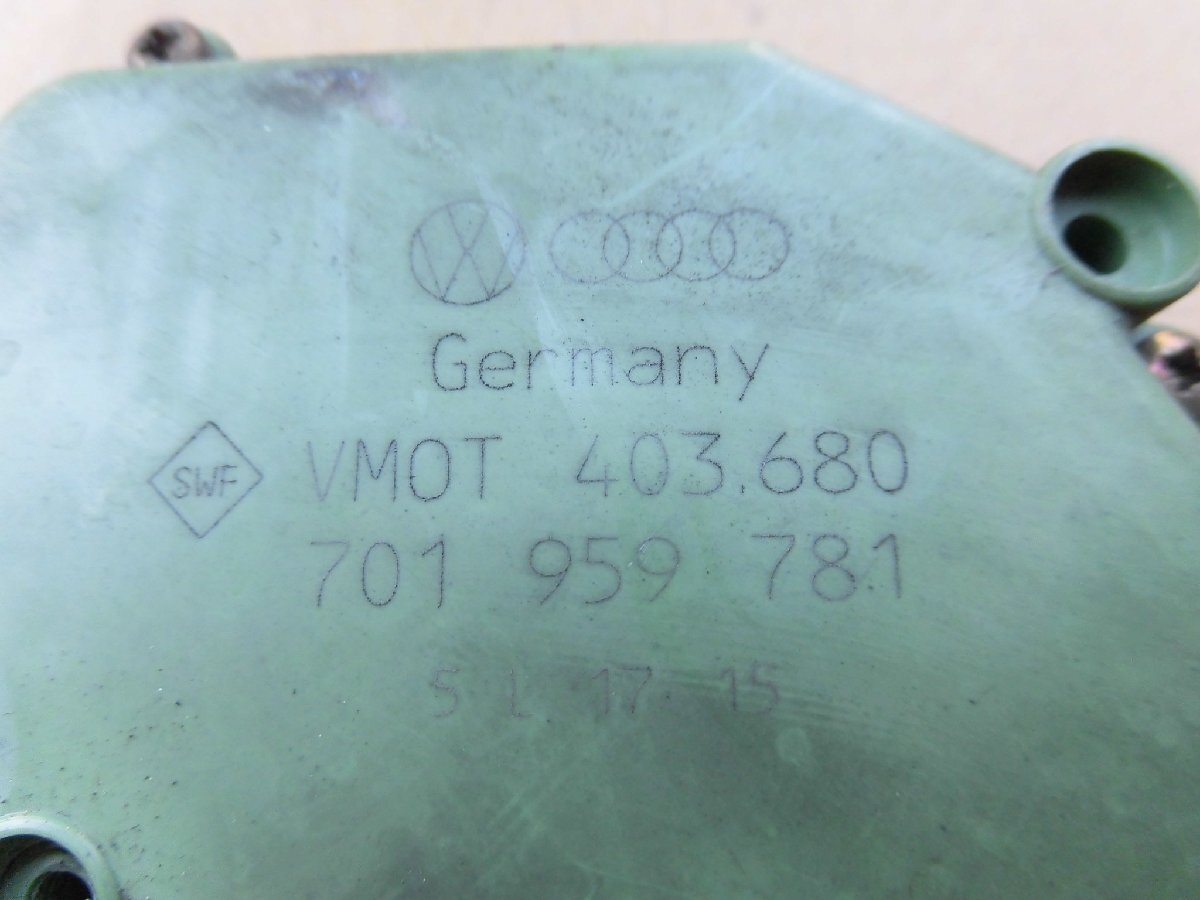 Germany
SWF VMOT 403.680
701 959 781
5 L 17 15